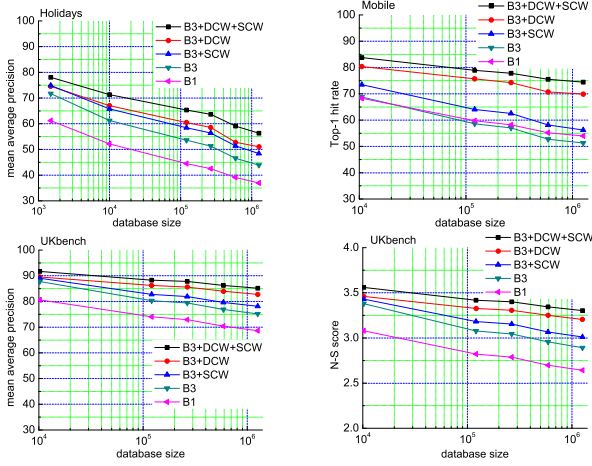 Holidays
B3+DCW+SCW
B3+DCW
B3+SCW
B3
B1
mean average precision
100
90
80
70
60
50
40
30
10^3
10^4
10^5
10^6
database size
Mobile
B3+DCW+SCW
B3+DCW
B3+SCW
B3
B1
Top-1 hit rate
100
90
80
70
60
50
40
30
10^4
10^5
10^6
database size
UKbench
mean average precision
100
90
80
70
60
50
40
30
B3+DCW+SCW
B3+DCW
B3+SCW
B3
B1
10^4
10^5
10^6
database size
UKbench
B3+DCW+SCW
B3+DCW
B3+SCW
B3
B1
N-S score
4.0
3.5
3.0
2.5
2.0
10^4
10^5
10^6
database size